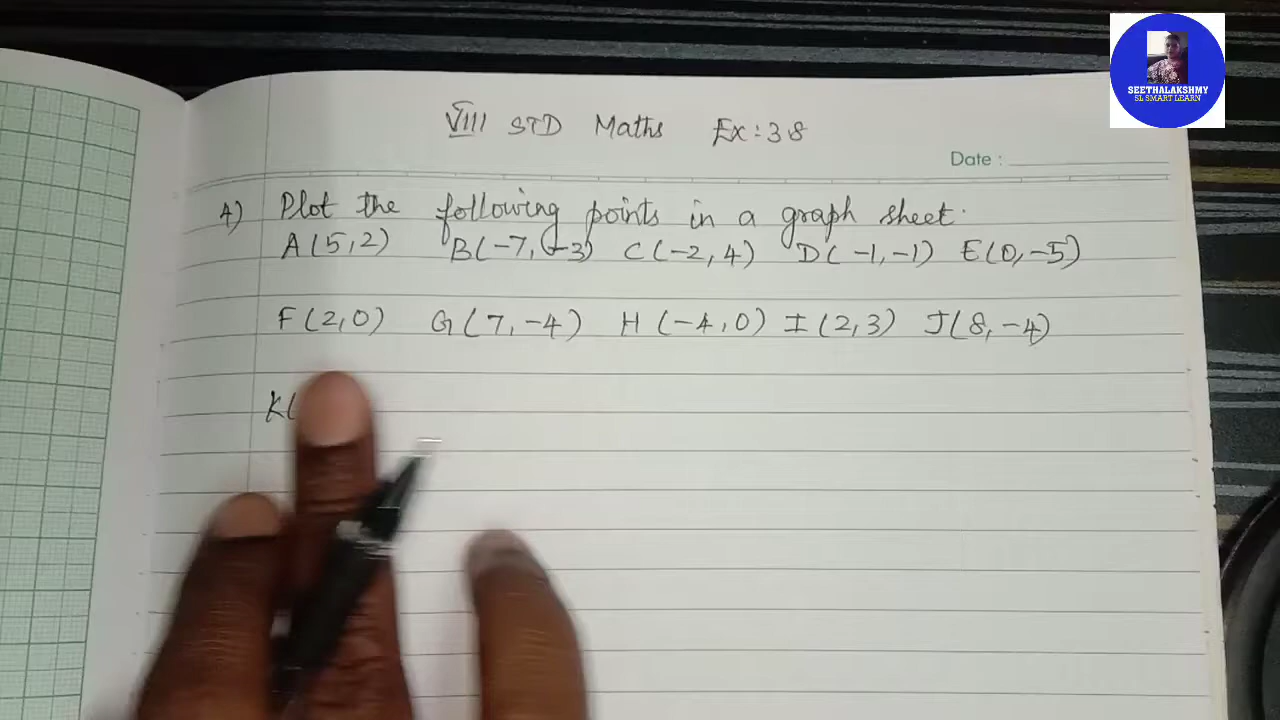 SEETHALAKSHMY
SL SMART LEARN
VIII STD Maths Ex: 3.8
Date :
4) Plot the following points in a graph sheet.
A(5,2) B(-7,-3) C(-2,4) D(-1,-1) E(0,-5)
F(2,0) G(7,-4) H(-4,0) I(2,3) J(8,-4)
K(